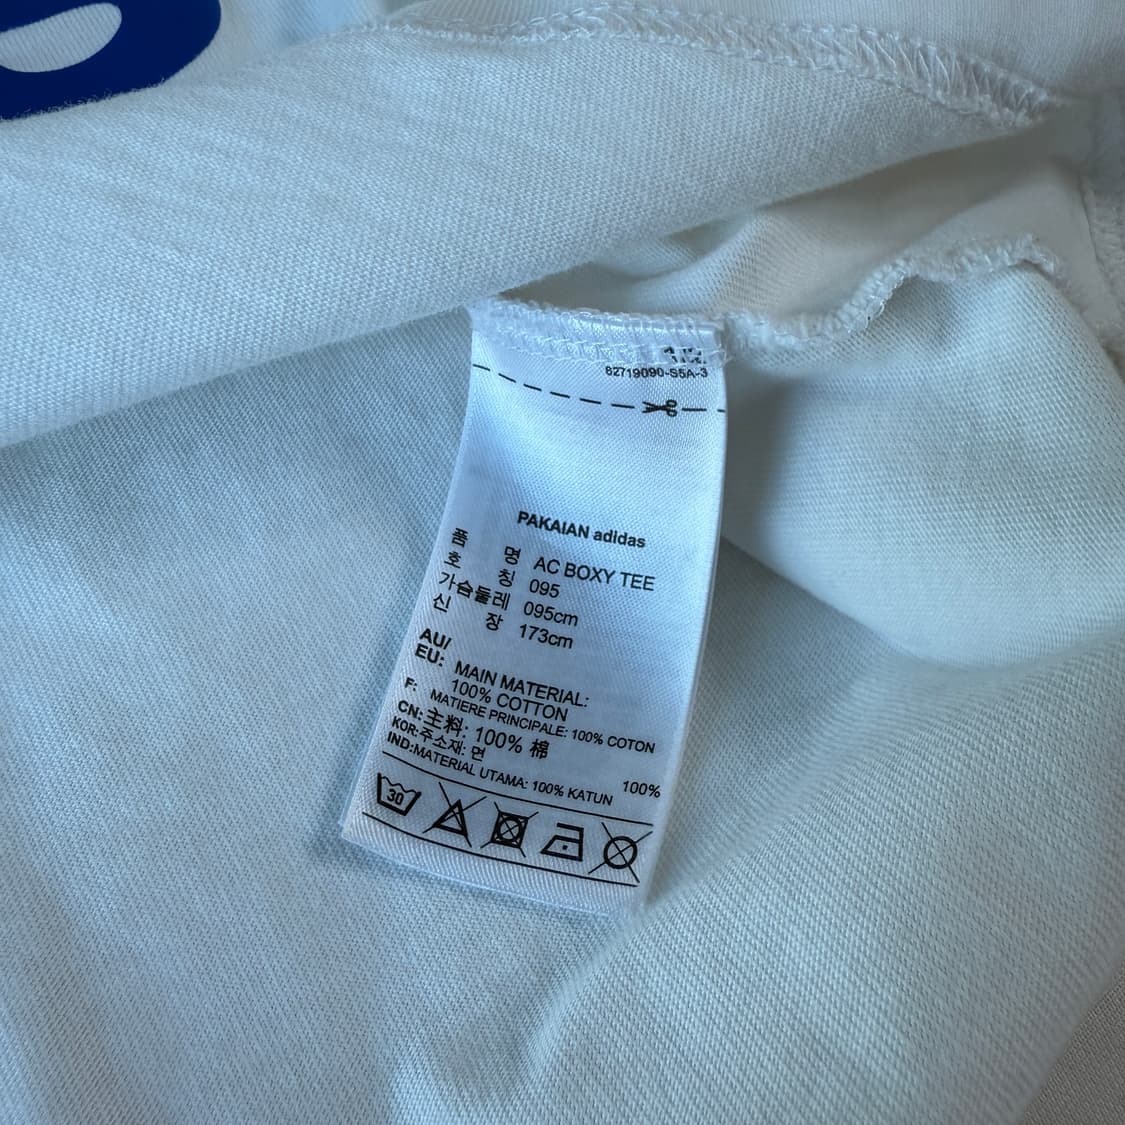 82719090-S5A-3
PAKAIAN adidas
품 명 AC BOXY TEE
호 칭 095
가슴둘레 095cm
신 장 173cm
AU/
EU: MAIN MATERIAL:
100% COTTON
F: MATIERE PRINCIPALE: 100% COTON
CN: 主料: 100% 棉
KOR:주소재: 면 100%
IND:MATERIAL UTAMA: 100% KATUN
30